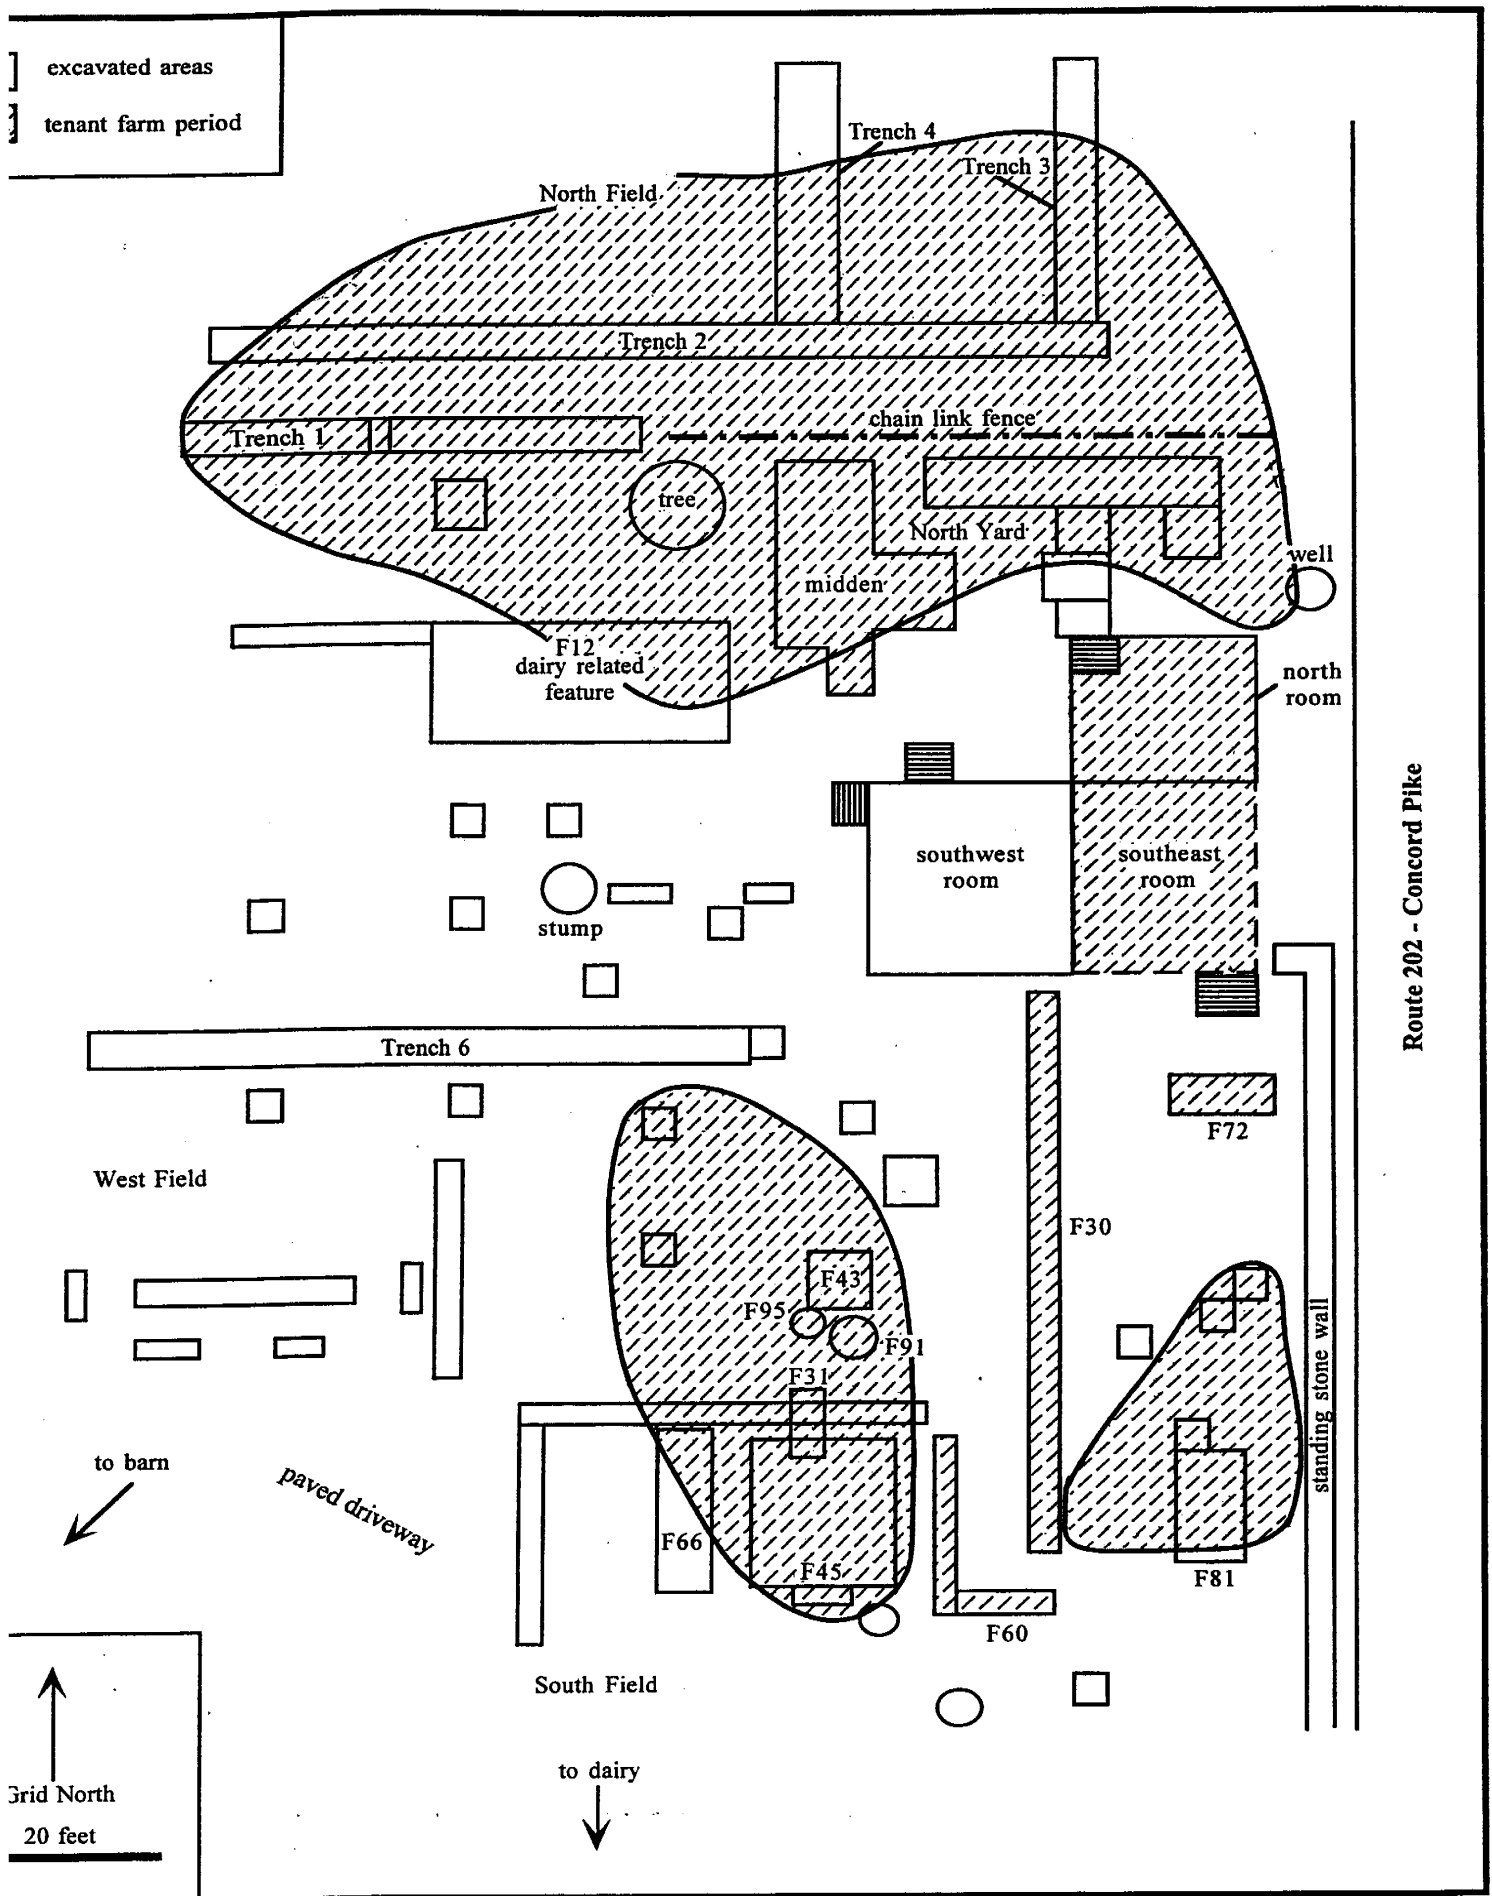 excavated areas
tenant farm period
Trench 4
Trench 3
North Field
Trench 2
chain link fence
Trench 1
tree
North Yard
well
midden
F12
dairy related
feature
north
room
southwest
room
southeast
room
stump
Route 202 - Concord Pike
Trench 6
F72
West Field
F30
F43
F95
F91
F31
standing stone wall
to barn
paved driveway
F66
F45
F81
F60
South Field
to dairy
Grid North
20 feet